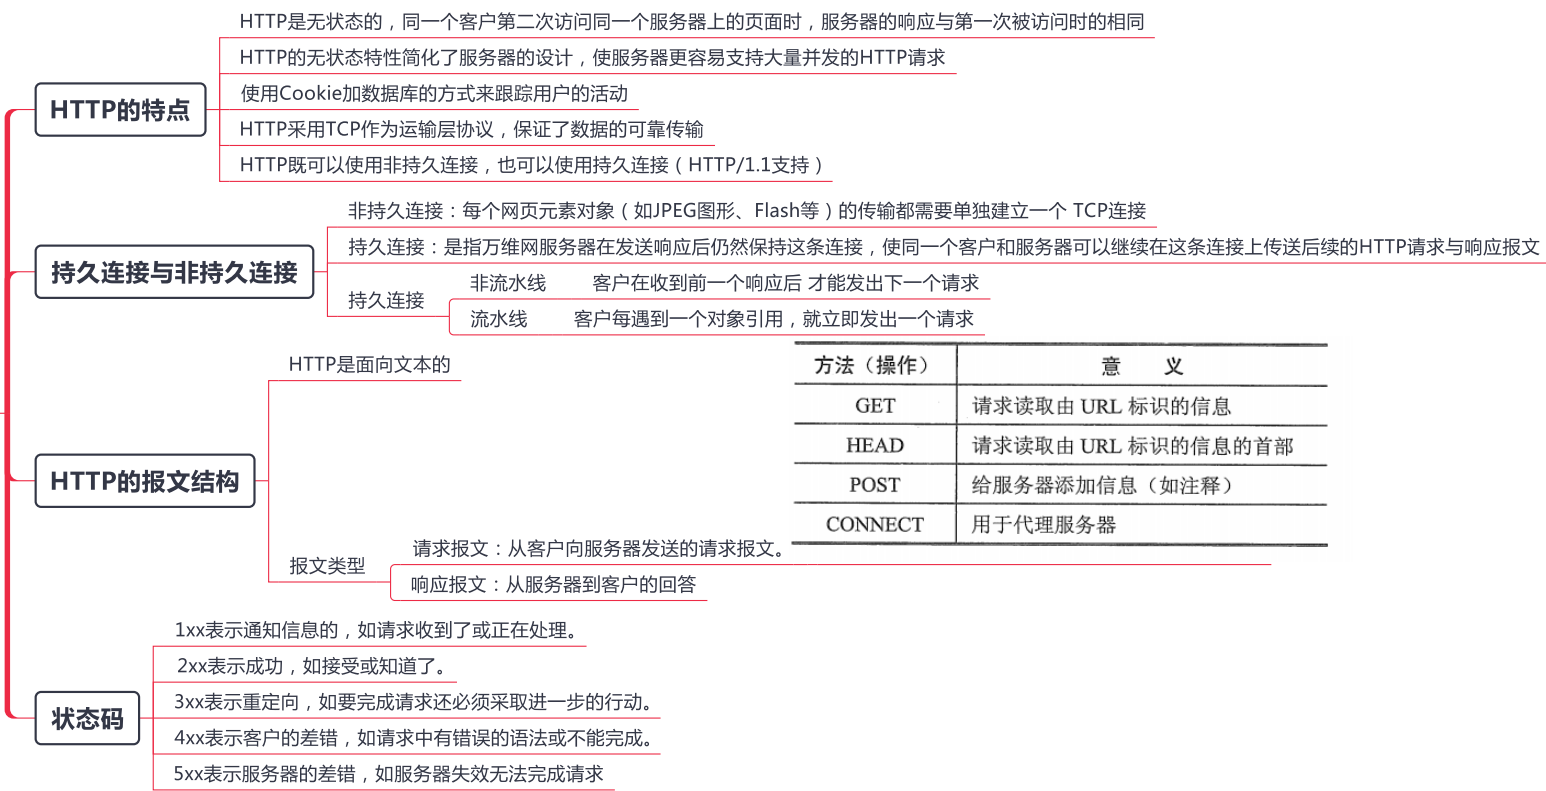 HTTP的特点
HTTP是无状态的，同一个客户第二次访问同一个服务器上的页面时，服务器的响应与第一次被访问时的相同
HTTP的无状态特性简化了服务器的设计，使服务器更容易支持大量并发的HTTP请求
使用Cookie加数据库的方式来跟踪用户的活动
HTTP采用TCP作为运输层协议，保证了数据的可靠传输
HTTP既可以使用非持久连接，也可以使用持久连接（HTTP/1.1支持）
持久连接与非持久连接
非持久连接：每个网页元素对象（如JPEG图形、Flash等）的传输都需要单独建立一个 TCP连接
持久连接：是指万维网服务器在发送响应后仍然保持这条连接，使同一个客户和服务器可以继续在这条连接上传送后续的HTTP请求与响应报文
持久连接
非流水线 客户在收到前一个响应后 才能发出下一个请求
流水线 客户每遇到一个对象引用，就立即发出一个请求
HTTP的报文结构
HTTP是面向文本的
报文类型
请求报文：从客户向服务器发送的请求报文。
方法（操作） 意 义
GET 请求读取由 URL 标识的信息
HEAD 请求读取由 URL 标识的信息的首部
POST 给服务器添加信息（如注释）
CONNECT 用于代理服务器
响应报文：从服务器到客户的回答
状态码
1xx表示通知信息的，如请求收到了或正在处理。
2xx表示成功，如接受或知道了。
3xx表示重定向，如要完成请求还必须采取进一步的行动。
4xx表示客户的差错，如请求中有错误的语法或不能完成。
5xx表示服务器的差错，如服务器失效无法完成请求